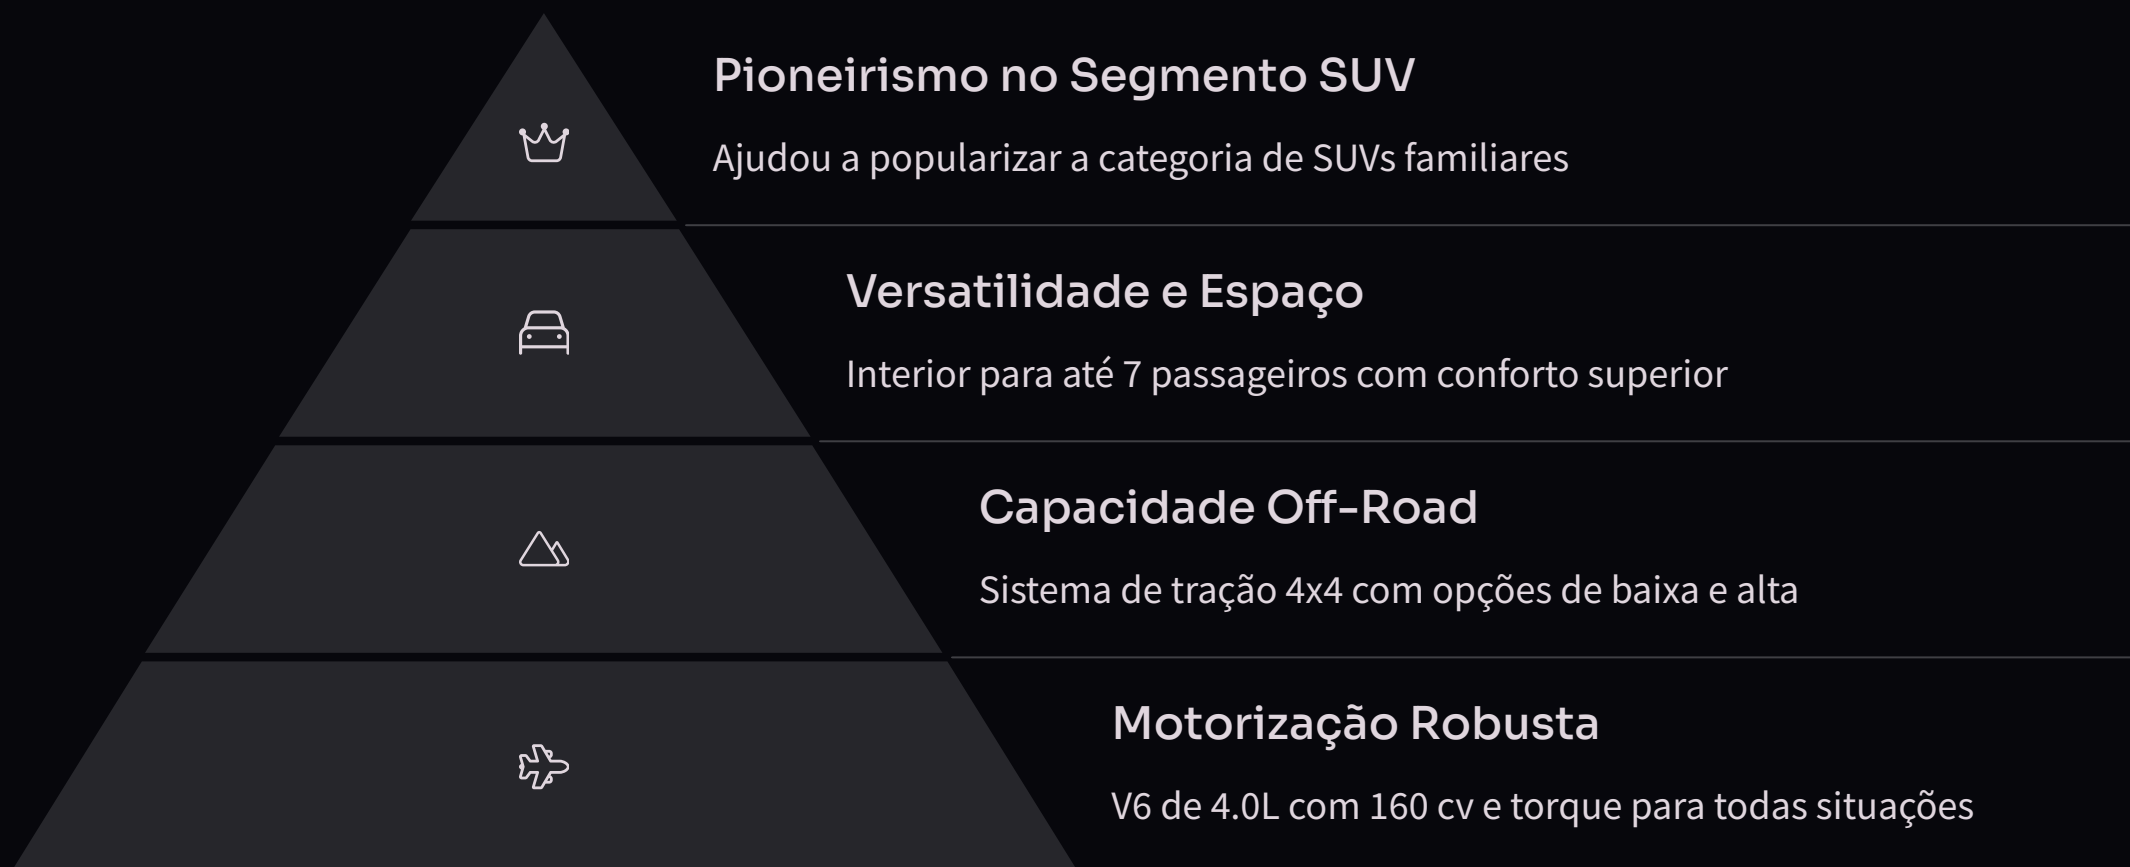 Pioneirismo no Segmento SUV
Ajudou a popularizar a categoria de SUVs familiares
Versatilidade e Espaço
Interior para até 7 passageiros com conforto superior
Capacidade Off-Road
Sistema de tração 4x4 com opções de baixa e alta
Motorização Robusta
V6 de 4.0L com 160 cv e torque para todas situações